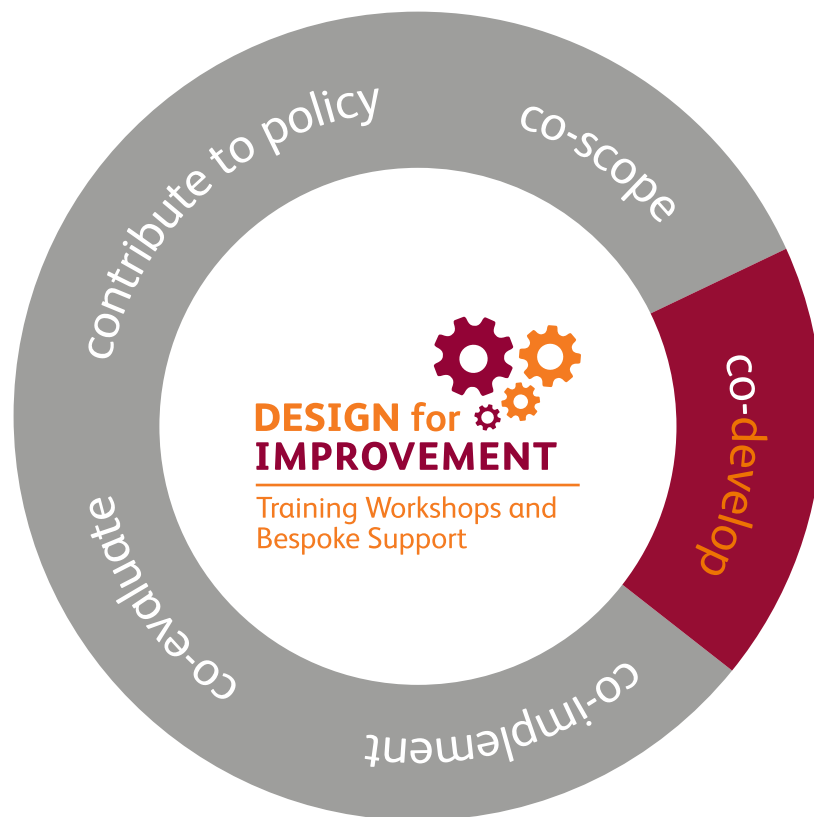 co-scope
co-develop
co-implement
co-evaluate
contribute to policy
DESIGN for
IMPROVEMENT
Training Workshops and
Bespoke Support